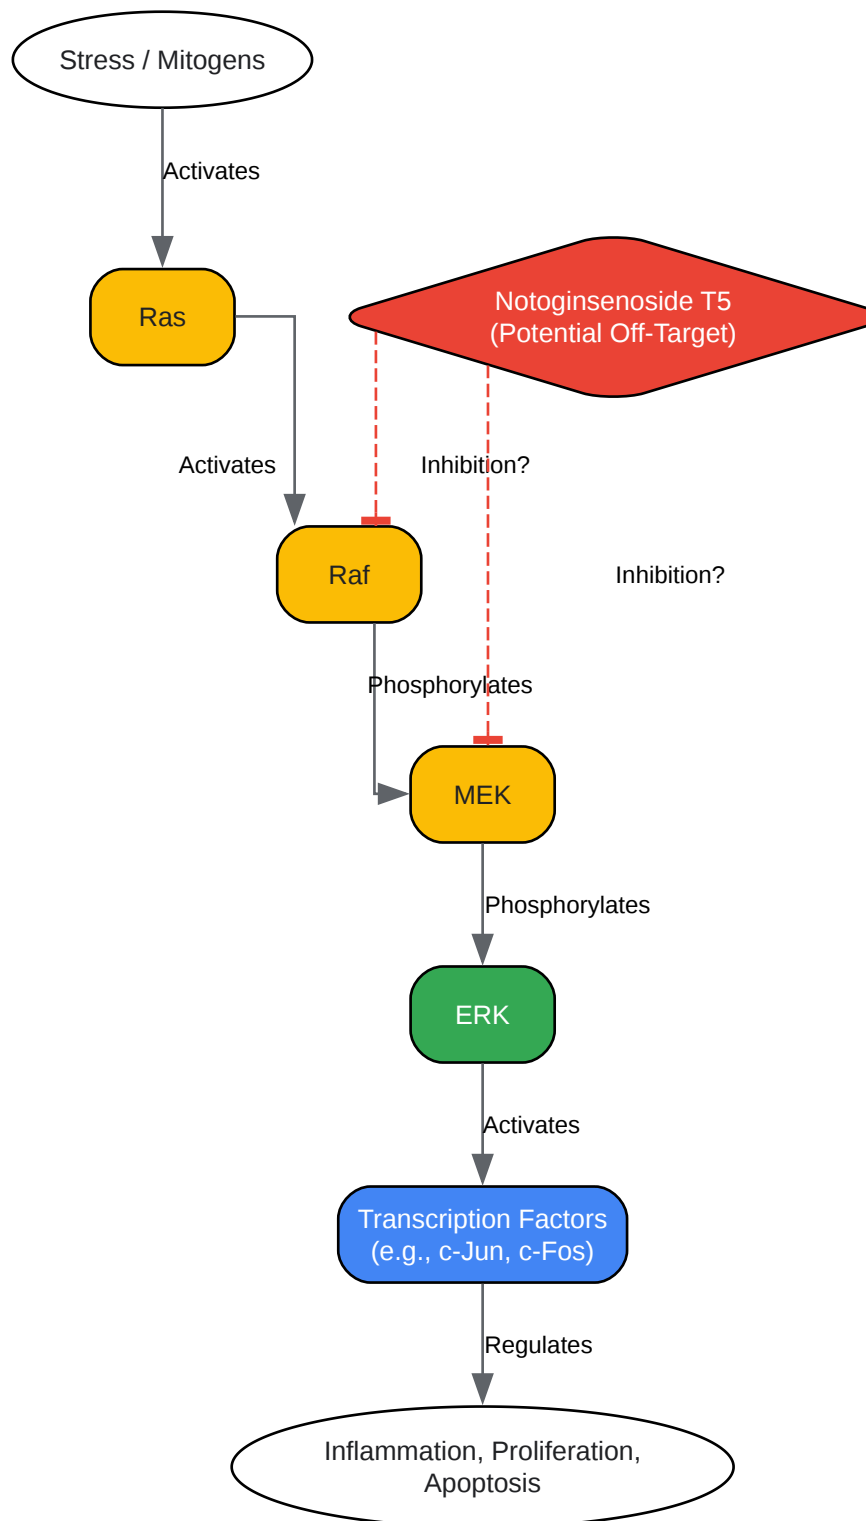 Stress / Mitogens
Activates
Notoginsenoside T5
(Potential Off-Target)
Ras
Activates
Inhibition?
Raf
Inhibition?
Phosphorylates
MEK
Phosphorylates
ERK
Activates
Transcription Factors
(e.g., c-Jun, c-Fos)
Regulates
Inflammation, Proliferation,
Apoptosis